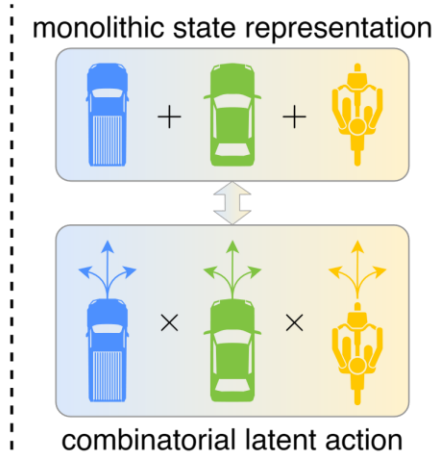 monolithic state representation
+ +
× ×
combinatorial latent action